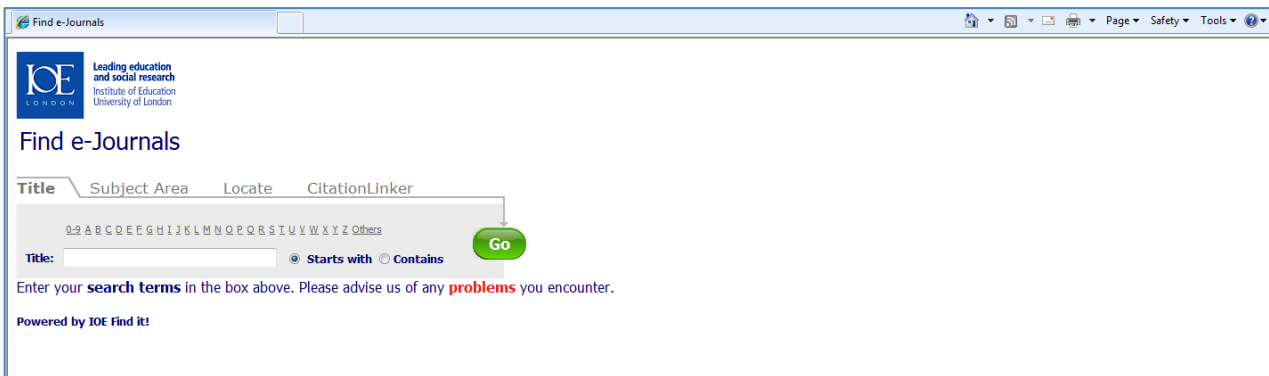 Find e-Journals
Page Safety Tools
IOE
LONDON
Leading education
and social research
Institute of Education
University of London
Find e-Journals
Title Subject Area Locate CitationLinker
0-9 A B C D E F G H I J K L M N O P Q R S T U V W X Y Z Others
Title: Starts with Contains
Go
Enter your search terms in the box above. Please advise us of any problems you encounter.
Powered by IOE Find it!